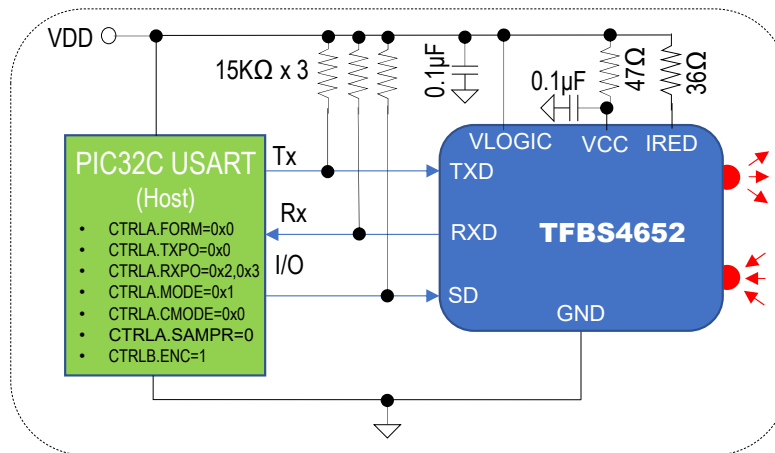 VDD
15KΩ x 3
0.1µF
0.1µF
47Ω
36Ω
PIC32C USART
(Host)
• CTRLA.FORM=0x0
• CTRLA.TXPO=0x0
• CTRLA.RXPO=0x2,0x3
• CTRLA.MODE=0x1
• CTRLA.CMODE=0x0
• CTRLA.SAMPR=0
• CTRLB.ENC=1
Tx
Rx
I/O
VLOGIC
VCC
IRED
TXD
RXD
TFBS4652
SD
GND